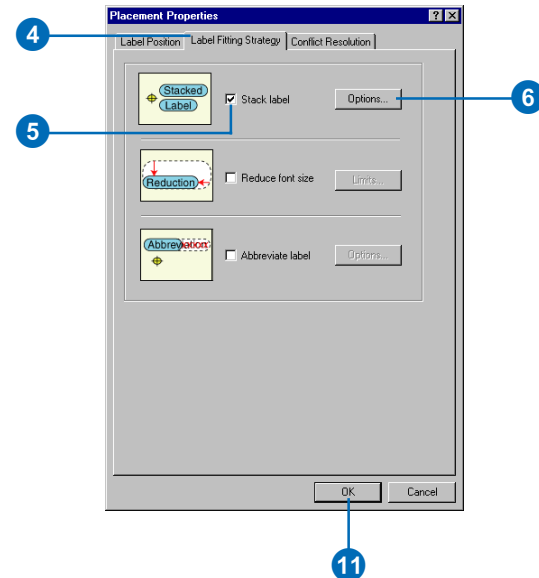 Placement Properties
Label Position Label Fitting Strategy Conflict Resolution
4
Stacked
Label
Stack label
Options...
6
5
Reduction
Reduce font size
Limits...
Abbreviation
Abbreviate label
Options...
OK
Cancel
11